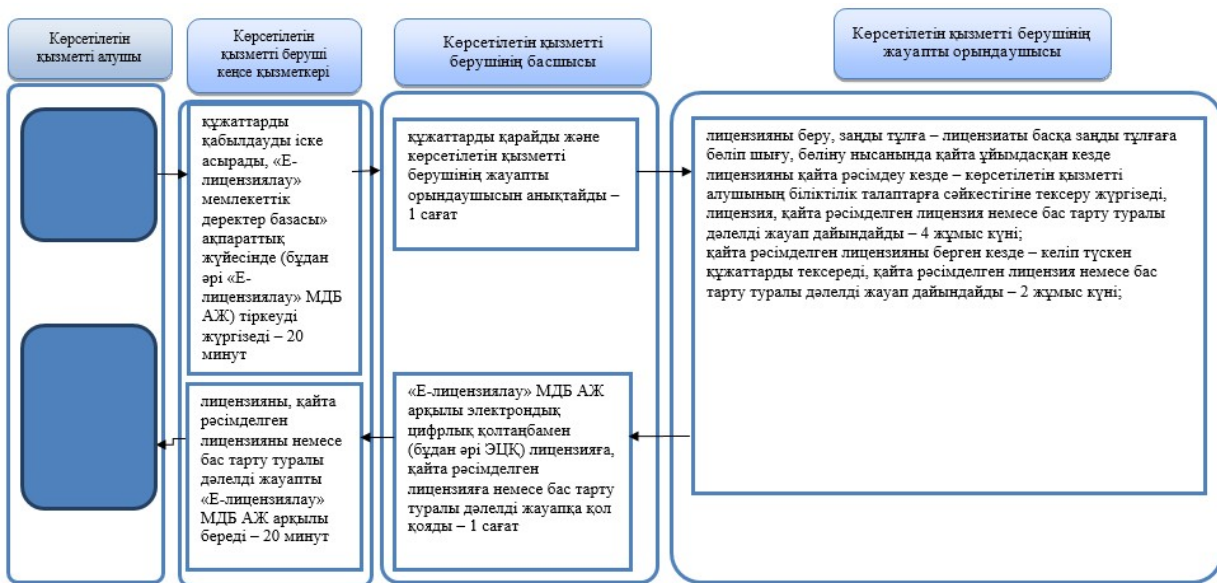 Көрсетілетін
қызметті алушы
Көрсетілетін
қызметті беруші
кеңсе қызметкері
Көрсетілетін қызметті
берушінің басшысы
Көрсетілетін қызметті берушінің
жауапты орындаушысы
құжаттарды
қабылдауды іске
асырады, «Е-
лицензиялау»
мемлекеттік
деректер базасы»
ақпараттық
жүйесінде (бұдан
әрі «Е-
лицензиялау» МДБ
АЖ) тіркеуді
жүргізеді – 20
минут
құжаттарды қарайды және
көрсетілетін қызметті
берушінің жауапты
орындаушысын анықтайды –
1 сағат
лицензияны беру, заңды тұлға – лицензиаты басқа заңды тұлғаға
бөліп шығу, бөліну нысанында қайта ұйымдасқан кезде
лицензияны қайта рәсімдеу кезде – көрсетілетін қызметті
алушының біліктілік талаптарға сәйкестігіне тексеру жүргізеді,
лицензия, қайта рәсімделген лицензия немесе бас тарту туралы
дәлелді жауап дайындайды – 4 жұмыс күні;
қайта рәсімделген лицензияны берген кезде – келіп түскен
құжаттарды тексереді, қайта рәсімделген лицензия немесе бас
тарту туралы дәлелді жауап дайындайды – 2 жұмыс күні;
лицензияны, қайта
рәсімделген
лицензияны немесе
бас тарту туралы
дәлелді жауапты
«Е-лицензиялау»
МДБ АЖ арқылы
береді – 20 минут
«Е-лицензиялау» МДБ АЖ
арқылы электрондық
цифрлық қолтаңбамен
(бұдан әрі ЭЦҚ) лицензияға,
қайта рәсімделген
лицензияға немесе бас тарту
туралы дәлелді жауапқа қол
қояды – 1 сағат